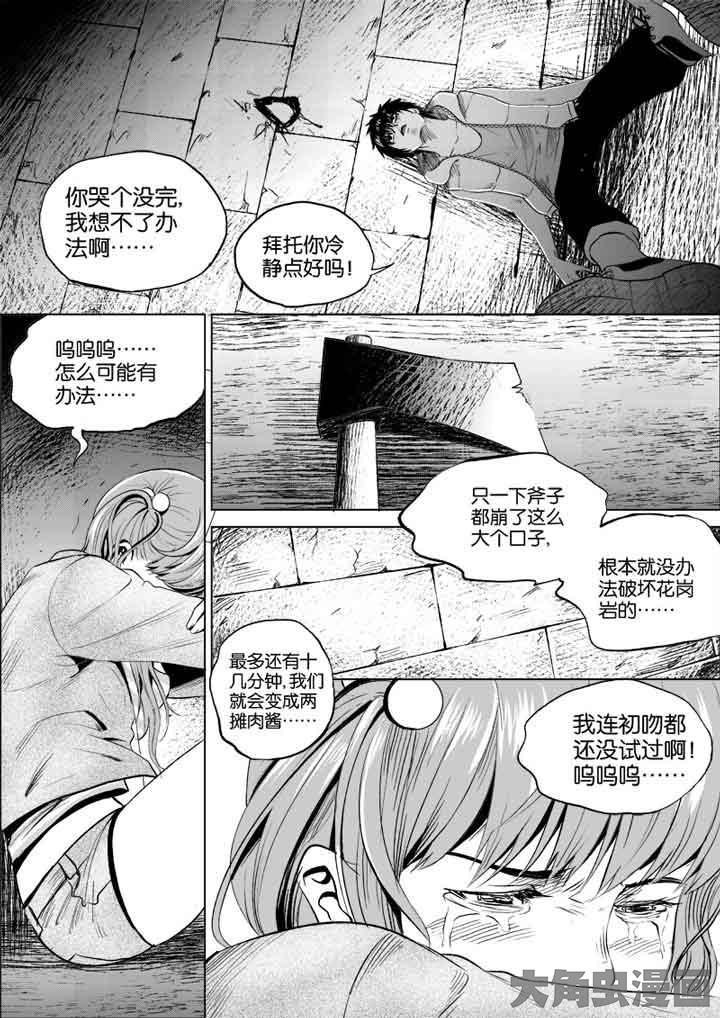 你哭个没完,
我想不了办
法啊……
拜托你冷
静点好吗!
呜呜呜……
怎么可能有
办法……
只一下斧子
都崩了这么
大个口子,
根本就没办
法破坏花岗
岩的……
最多还有十
几分钟,我们
就会变成两
摊肉酱……
我连初吻都
还没试过啊!
呜呜呜……
大角虫漫画